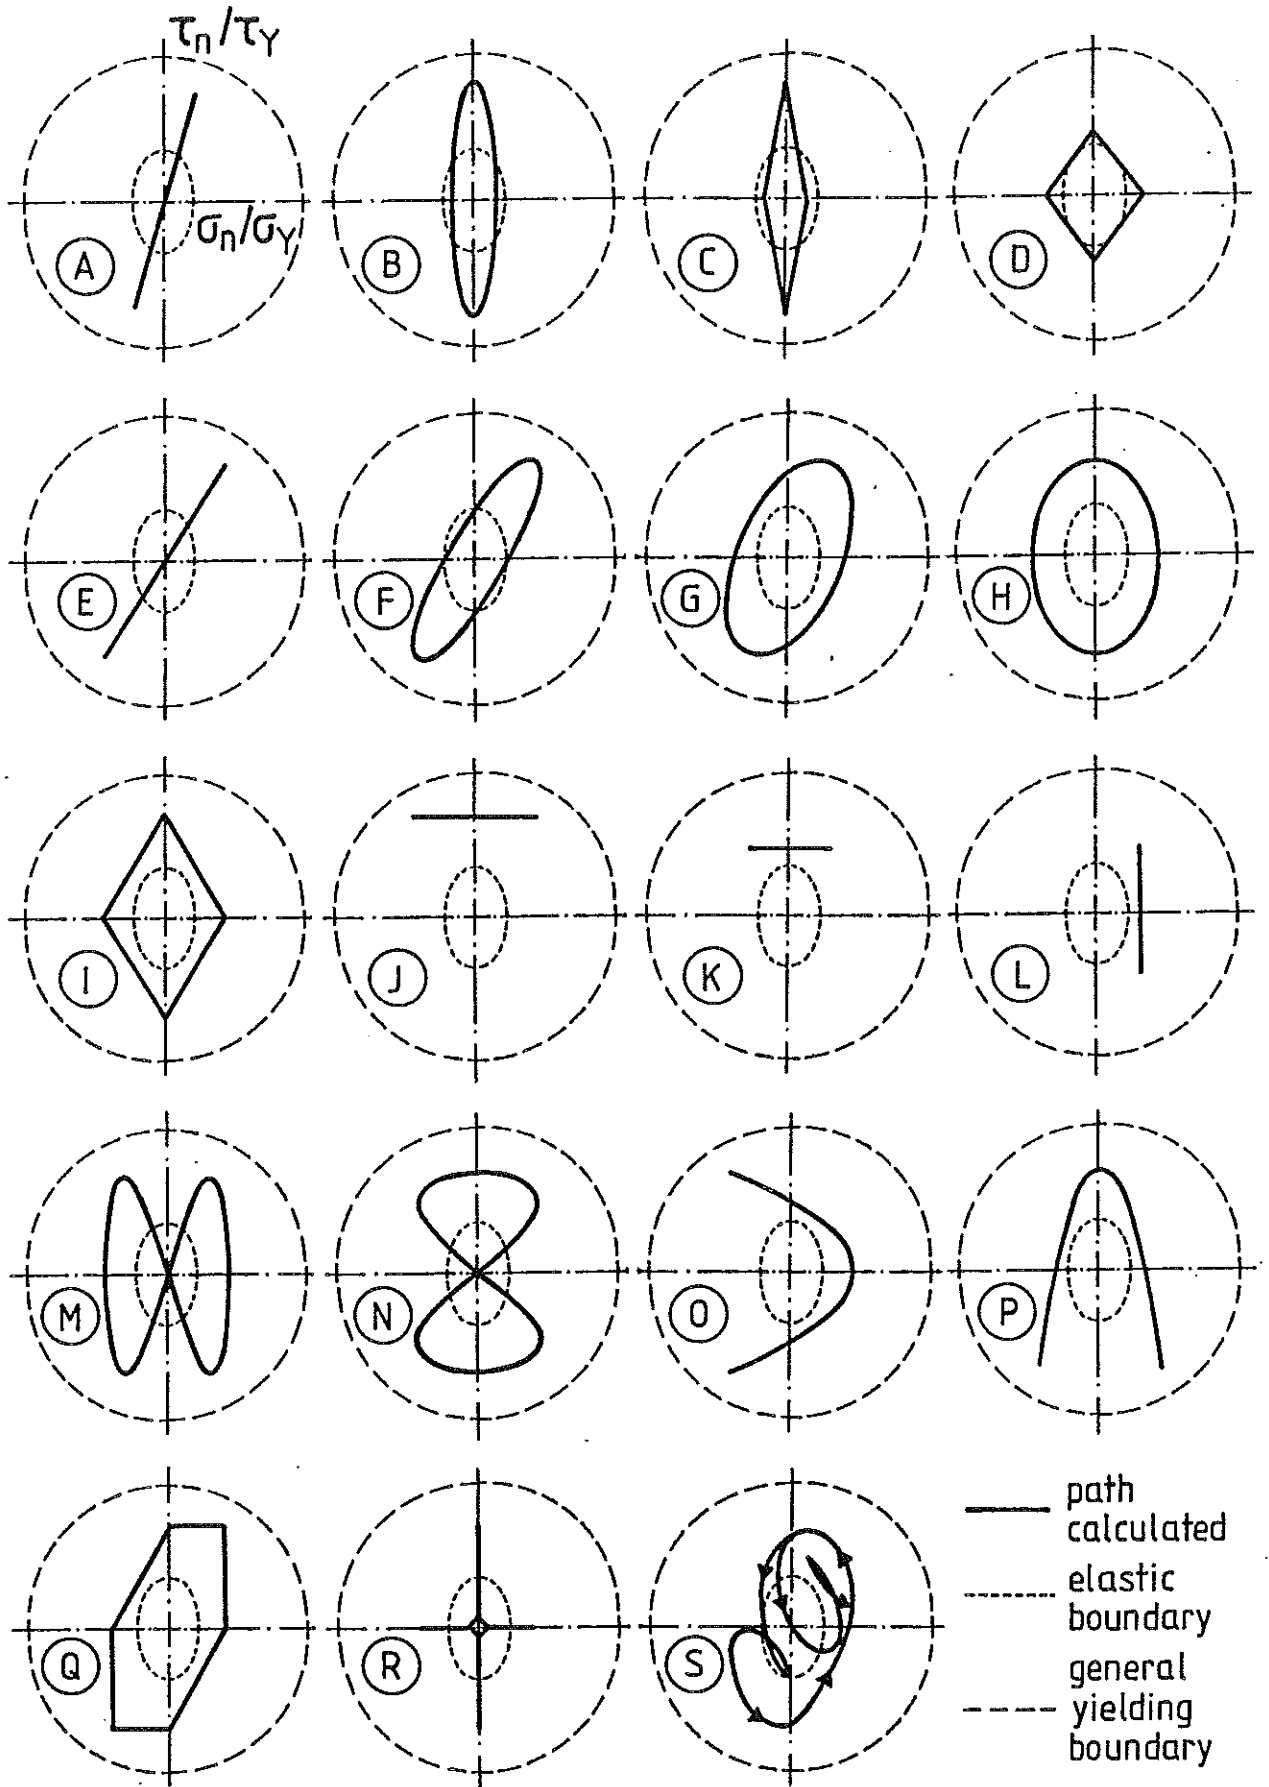 τn/τY
σn/σY
A
B
C
D
E
F
G
H
I
J
K
L
M
N
O
P
Q
R
S
path
calculated
elastic
boundary
general
yielding
boundary